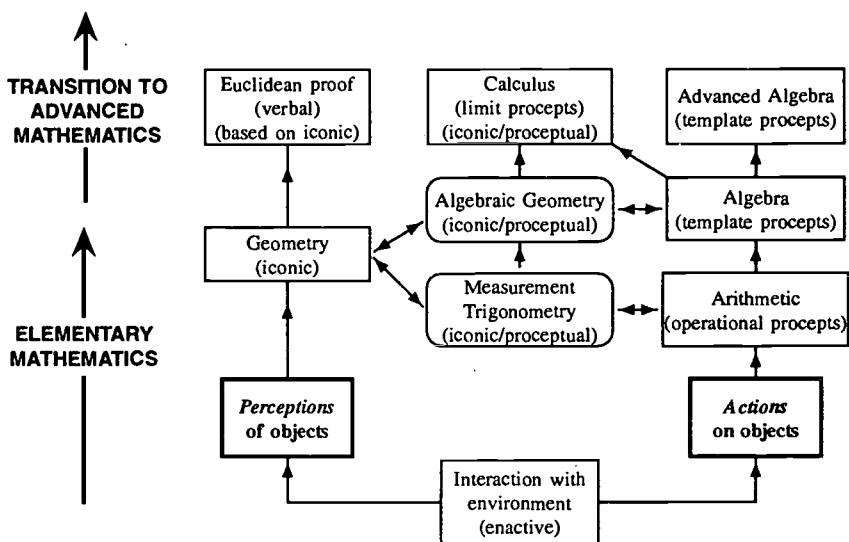 TRANSITION TO
ADVANCED
MATHEMATICS
Euclidean proof
(verbal)
(based on iconic)
Calculus
(limit procepts)
(iconic/proceptual)
Advanced Algebra
(template procepts)
Algebraic Geometry
(iconic/proceptual)
Algebra
(template procepts)
Geometry
(iconic)
Measurement
Trigonometry
(iconic/proceptual)
Arithmetic
(operational procepts)
ELEMENTARY
MATHEMATICS
Perceptions
of objects
Actions
on objects
Interaction with
environment
(enactive)